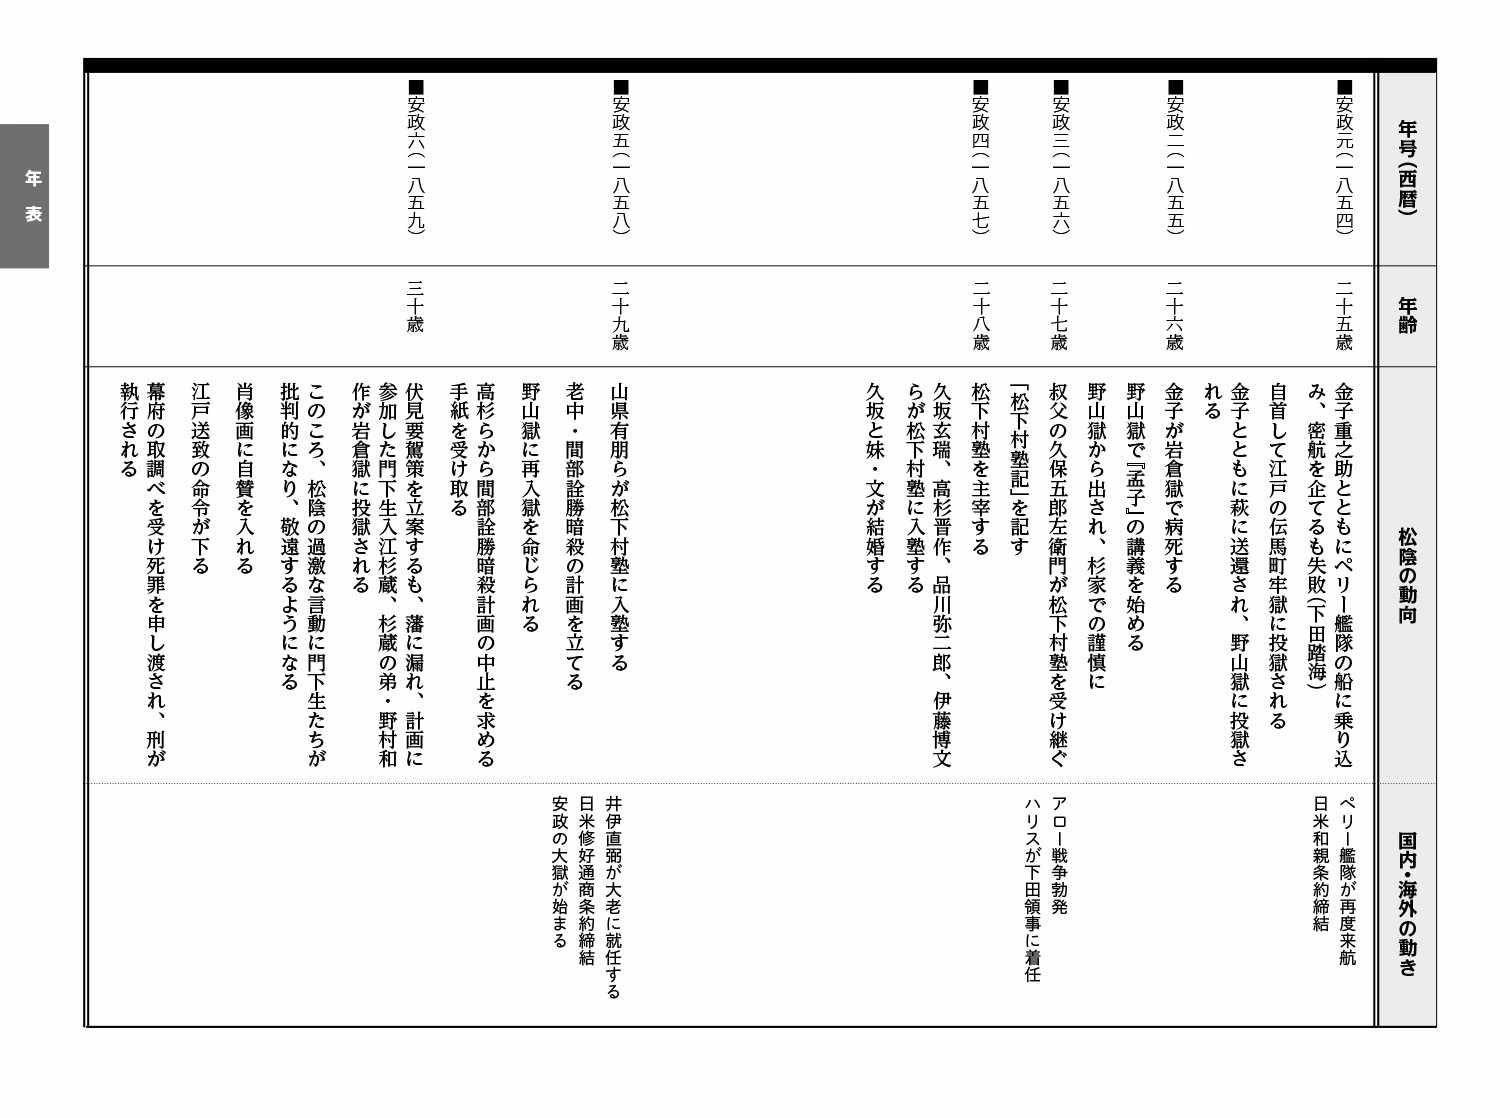 年号（西暦）
年齢
松陰の動向
国内・海外の動き
■安政元（一八五四）
二十五歳
金子重之助とともにペリー艦隊の船に乗り込
み、密航を企てるも失敗（下田踏海）
自首して江戸の伝馬町牢獄に投獄される
金子とともに萩に送還され、野山獄に投獄さ
れる
ペリー艦隊が再度来航
日米和親条約締結
■安政二（一八五五）
二十六歳
金子が岩倉獄で病死する
野山獄で『孟子』の講義を始める
野山獄から出され、杉家での謹慎に
■安政三（一八五六）
二十七歳
叔父の久保五郎左衛門が松下村塾を受け継ぐ
「松下村塾記」を記す
アロー戦争勃発
ハリスが下田領事に着任
■安政四（一八五七）
二十八歳
松下村塾を主宰する
久坂玄瑞、高杉晋作、品川弥二郎、伊藤博文
らが松下村塾に入塾する
久坂と妹・文が結婚する
■安政五（一八五八）
二十九歳
山県有朋らが松下村塾に入塾する
老中・間部詮勝暗殺の計画を立てる
野山獄に再入獄を命じられる
高杉らから間部詮勝暗殺計画の中止を求める
手紙を受け取る
井伊直弼が大老に就任する
日米修好通商条約締結
安政の大獄が始まる
■安政六（一八五九）
三十歳
伏見要駕策を立案するも、藩に漏れ、計画に
参加した門下生入江杉蔵、杉蔵の弟・野村和
作が岩倉獄に投獄される
このころ、松陰の過激な言動に門下生たちが
批判的になり、敬遠するようになる
肖像画に自賛を入れる
江戸送致の命令が下る
幕府の取調べを受け死罪を申し渡され、刑が
執行される
年表